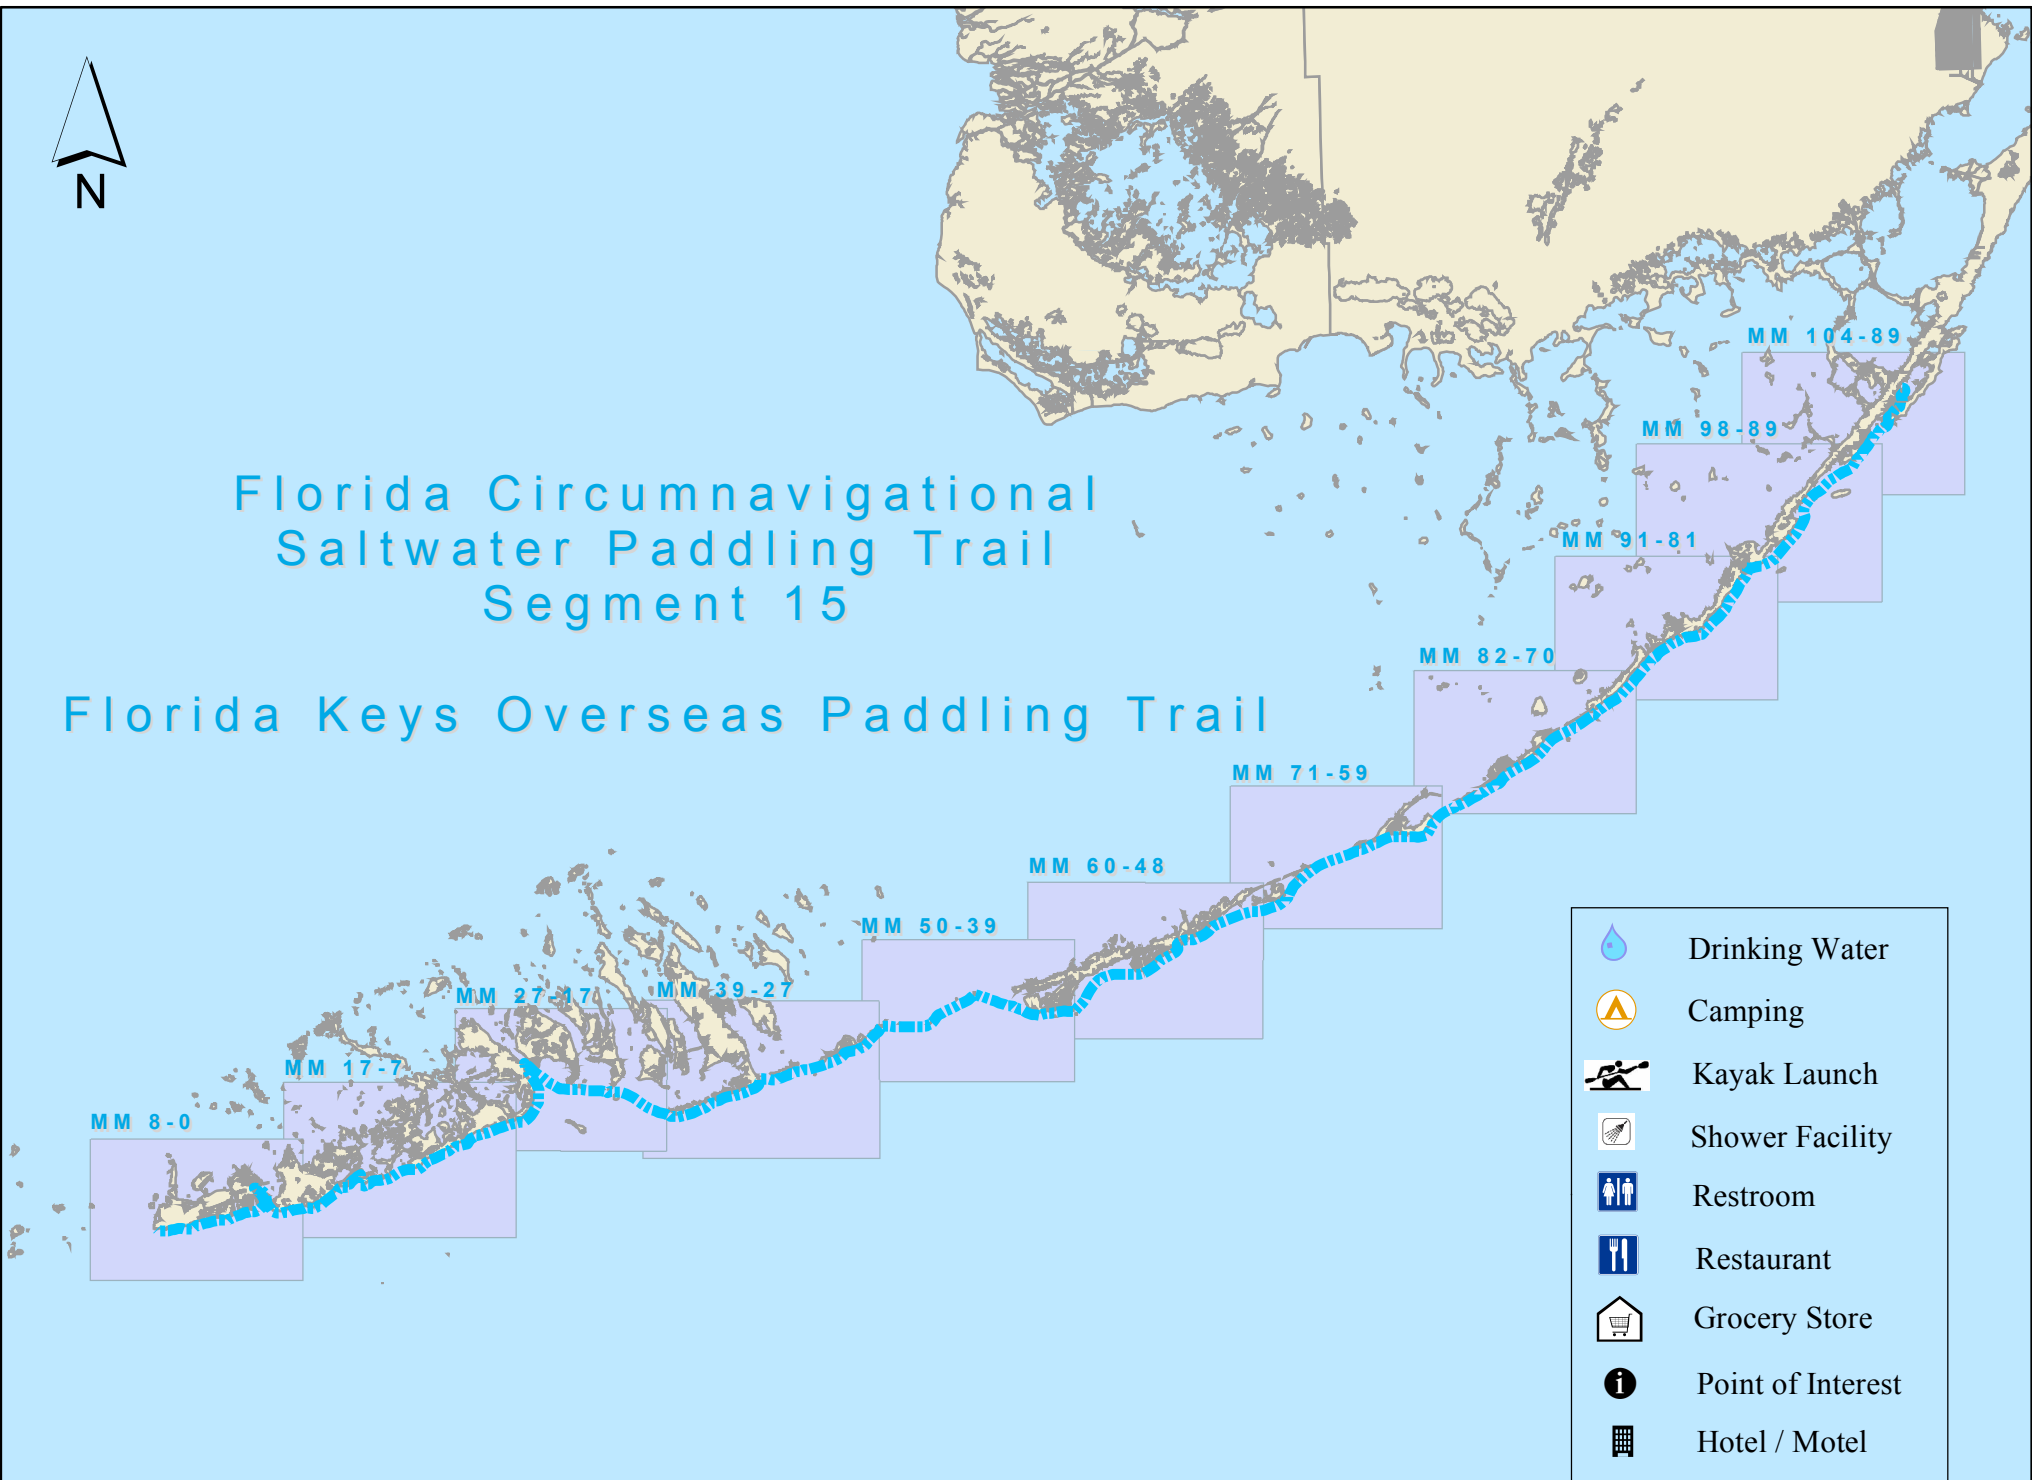 N
MM 104-89
MM 98-89
Florida Circumnavigational
Saltwater Paddling Trail
Segment 15
MM 91-81
MM 82-70
Florida Keys Overseas Paddling Trail
MM 71-59
MM 60-48
MM 50-39
MM 39-27
MM 27-17
MM 17-7
MM 8-0
Drinking Water
Camping
Kayak Launch
Shower Facility
Restroom
Restaurant
Grocery Store
i
Point of Interest
Hotel / Motel